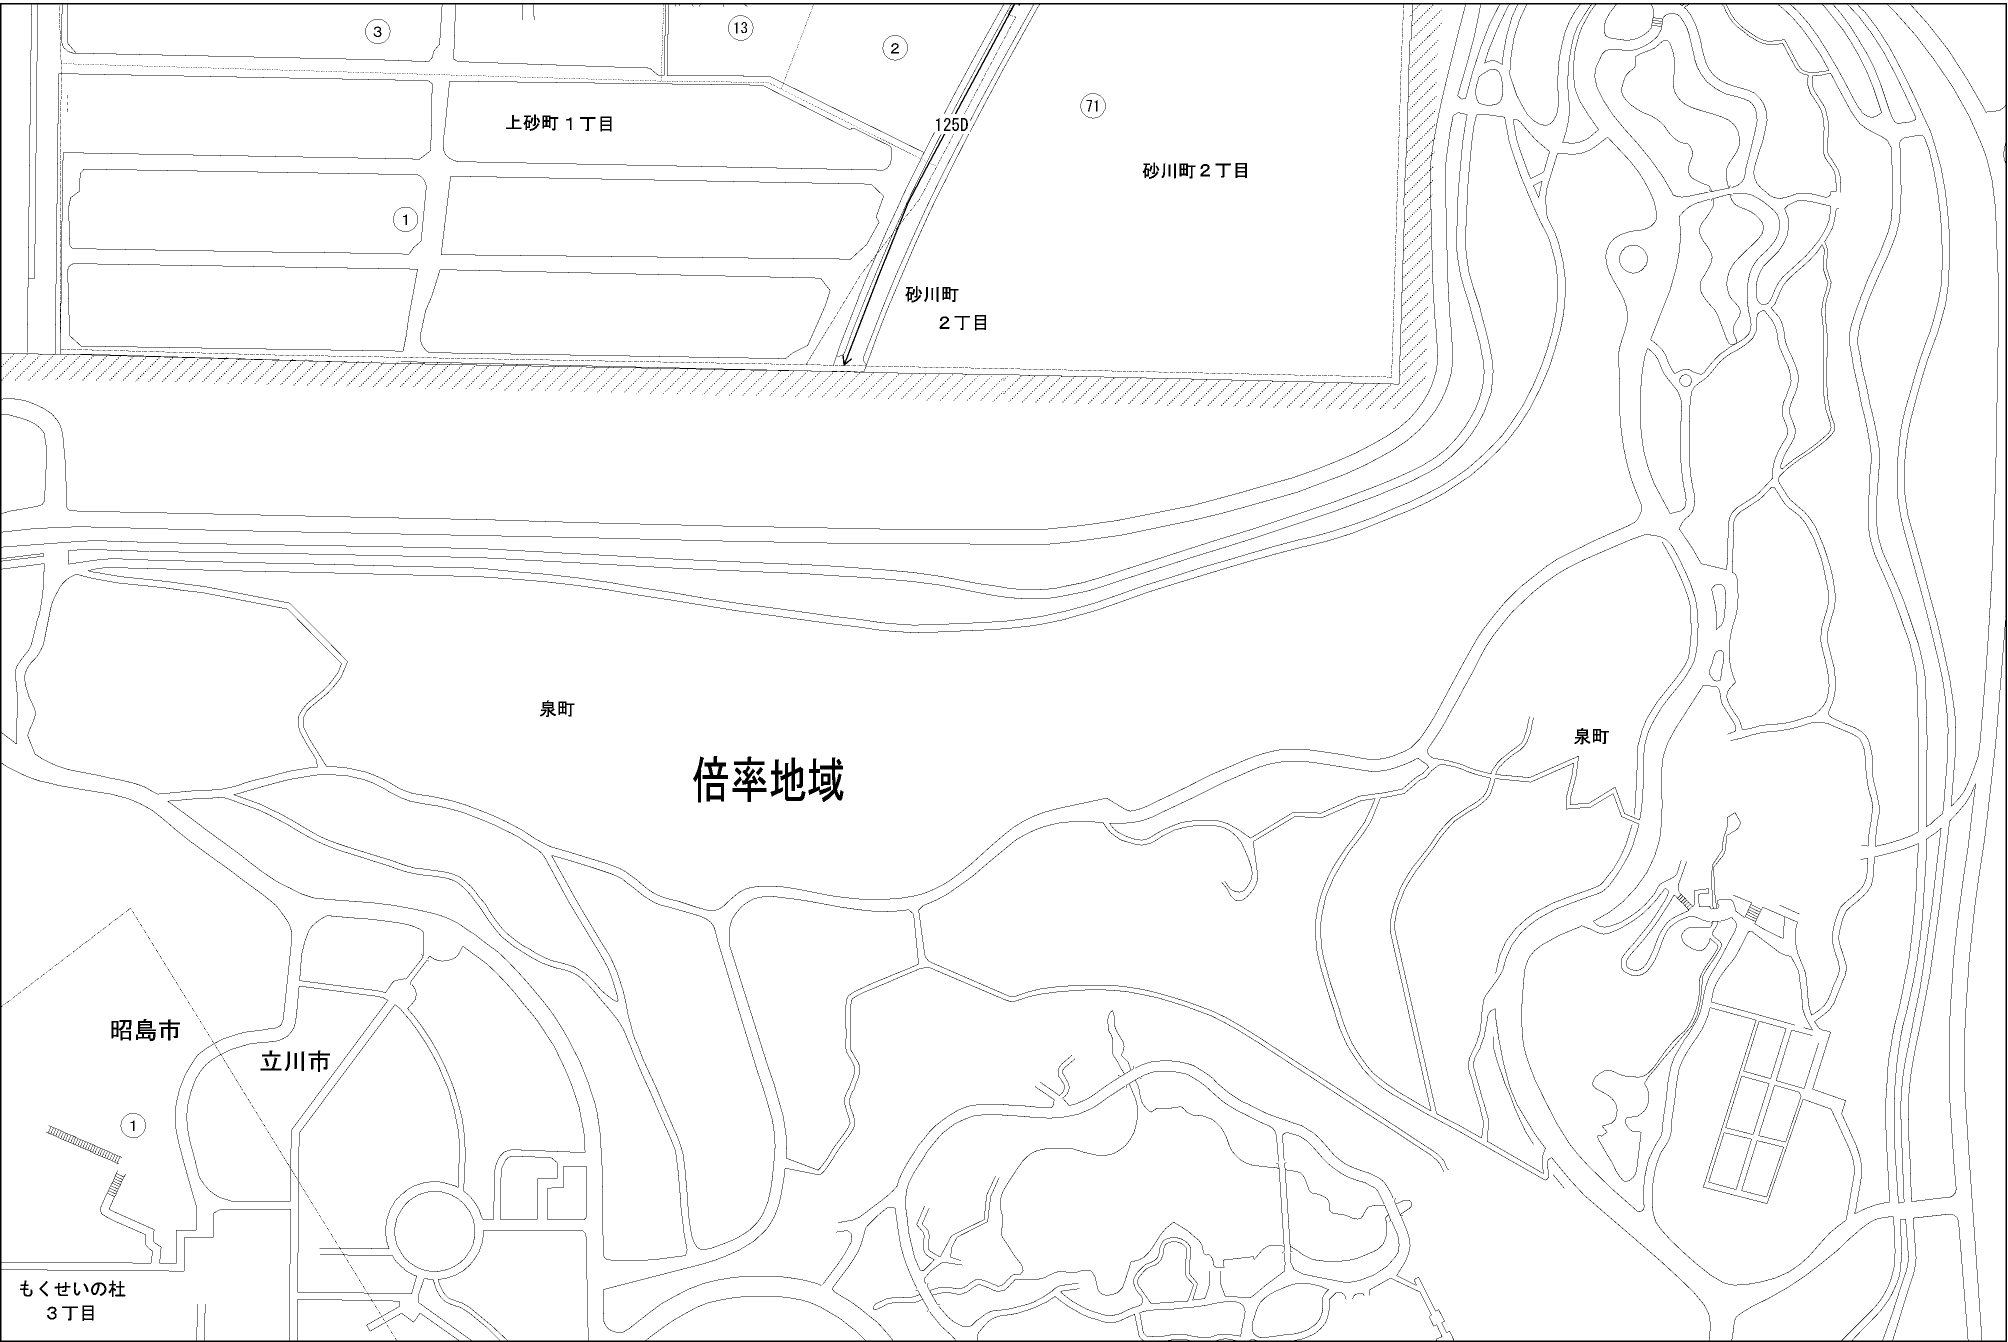 3
13
2
71
125D
上砂町１丁目
砂川町２丁目
1
砂川町
２丁目
泉町
泉町
倍率地域
昭島市
立川市
1
もくせいの杜
３丁目